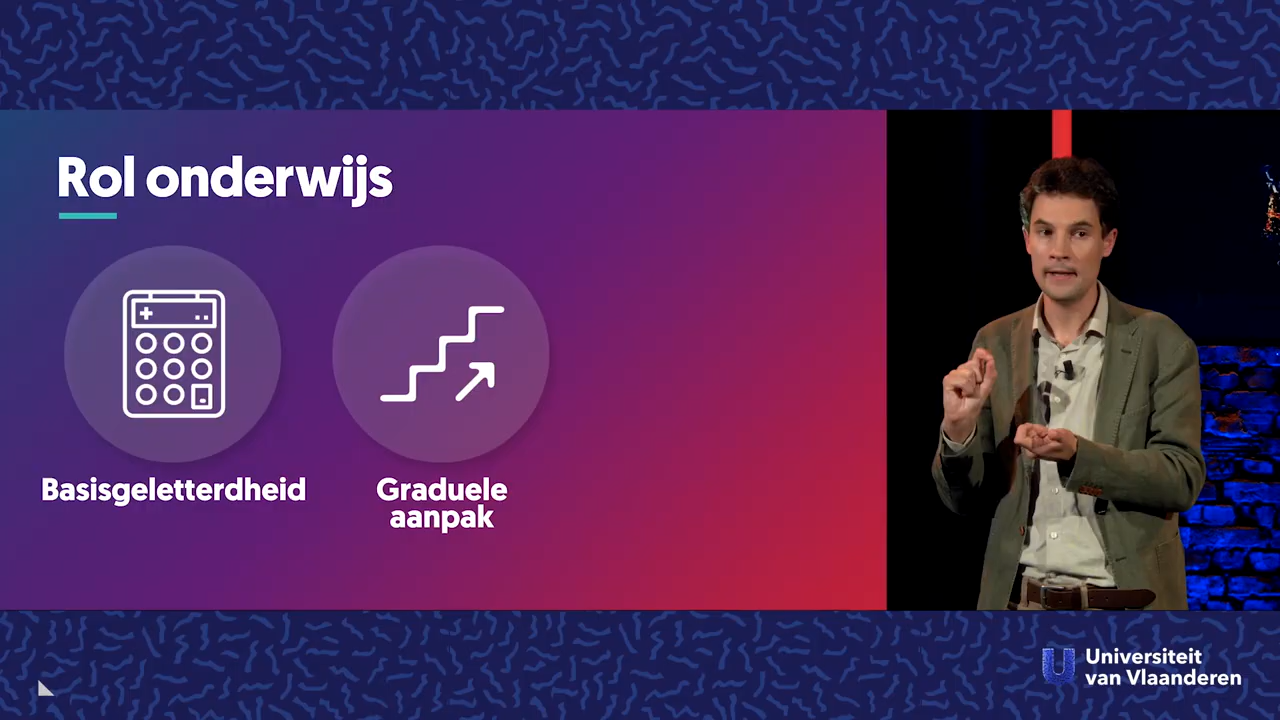 Rol onderwijs
Basisgeletterdheid
Graduele
aanpak
Universiteit
van Vlaanderen